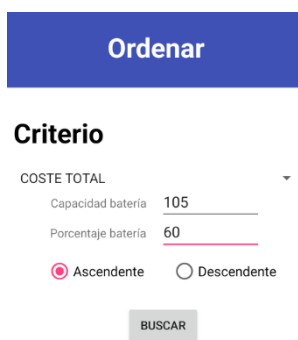 Ordenar
Criterio
COSTE TOTAL
Capacidad batería 105
Porcentaje batería 60
Ascendente Descendente
BUSCAR